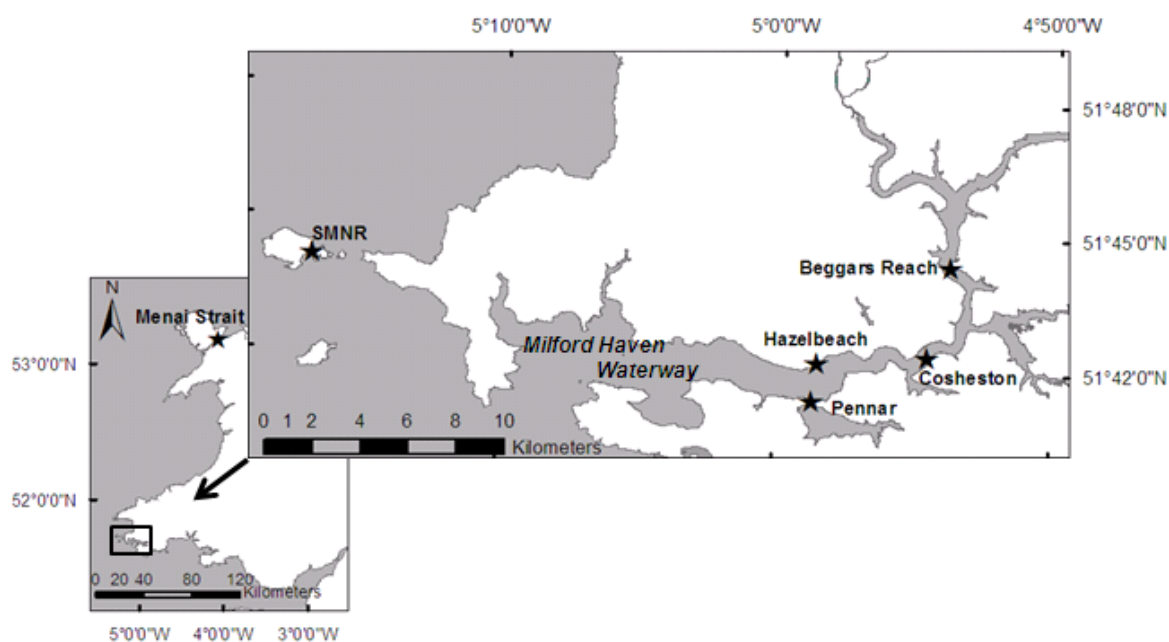 5°10'0"W 5°0'0"W 4°50'0"W
51°48'0"N
SMNR
51°45'0"N
Beggars Reach
N
Menai Strait
Hazelbeach
Milford Haven
Waterway
53°0'0"N
51°42'0"N
Cosheston
Pennar
0 1 2 4 6 8 10
Kilometers
52°0'0"N
0 20 40 80 120
Kilometers
5°0'0"W 4°0'0"W 3°0'0"W